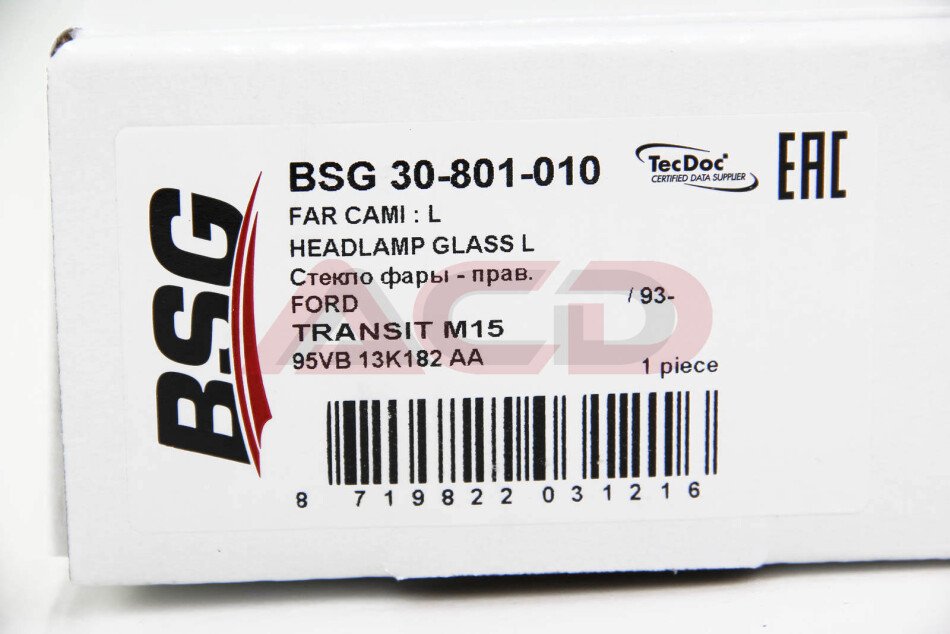 BSG
BSG 30-801-010
TecDoc®
CERTIFIED DATA SUPPLIER
EAC
FAR CAMI : L
HEADLAMP GLASS L
Стекло фары - прав.
FORD / 93-
TRANSIT M15
95VB 13K182 AA
1 piece
ACD
8 719822 031216